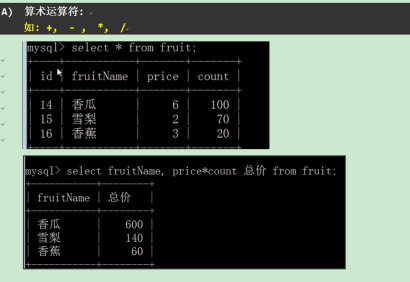 A) 算术运算符:
如: +, - , *, /
mysql> select * from fruit;
| id | fruitName | price | count |
| 14 | 香瓜 | 6 | 100 |
| 15 | 雪梨 | 2 | 70 |
| 16 | 香蕉 | 3 | 20 |
mysql> select fruitName, price*count 总价 from fruit;
| fruitName | 总价 |
| 香瓜 | 600 |
| 雪梨 | 140 |
| 香蕉 | 60 |